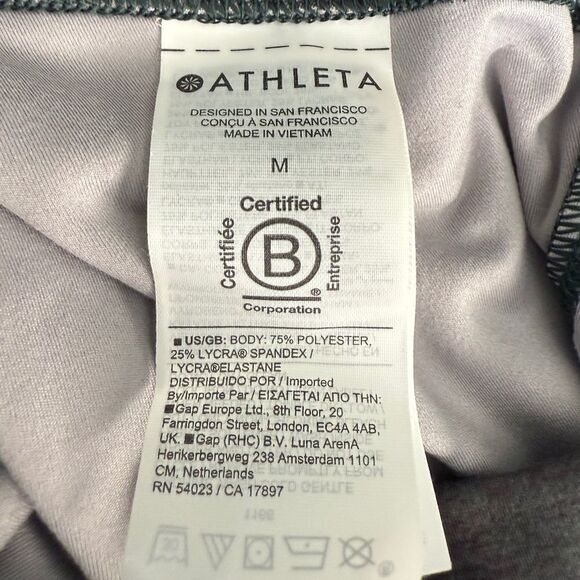 ATHLETA
DESIGNED IN SAN FRANCISCO
CONÇU À SAN FRANCISCO
MADE IN VIETNAM
M
Certified
Certifiée
B
Entreprise
®
Corporation
■ US/GB: BODY: 75% POLYESTER,
25% LYCRA® SPANDEX /
LYCRA®ELASTANE
DISTRIBUIDO POR / Imported
By/Importe Par / ΕΙΣΑΓΕΤΑΙ ΑΠΟ ΤΗΝ:
■Gap Europe Ltd., 8th Floor, 20
Farringdon Street, London, EC4A 4AB,
UK. ■Gap (RHC) B.V. Luna ArenA
Herikerbergweg 238 Amsterdam 1101
CM, Netherlands
RN 54023 / CA 17897